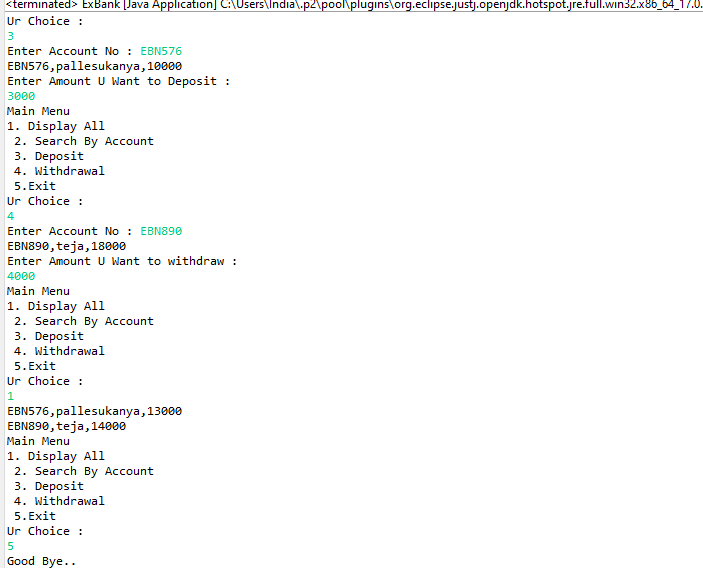 <terminated> ExBank [Java Application] C:\Users\India\.p2\pool\plugins\org.eclipse.justj.openjdk.hotspot.jre.full.win32.x86_64_17.0.
Ur Choice :
3
Enter Account No : EBN576
EBN576,pallesukanya,10000
Enter Amount U Want to Deposit :
3000
Main Menu
1. Display All
 2. Search By Account
 3. Deposit
 4. Withdrawal
 5.Exit
Ur Choice :
4
Enter Account No : EBN890
EBN890,teja,18000
Enter Amount U Want to withdraw :
4000
Main Menu
1. Display All
 2. Search By Account
 3. Deposit
 4. Withdrawal
 5.Exit
Ur Choice :
1
EBN576,pallesukanya,13000
EBN890,teja,14000
Main Menu
1. Display All
 2. Search By Account
 3. Deposit
 4. Withdrawal
 5.Exit
Ur Choice :
5
Good Bye..